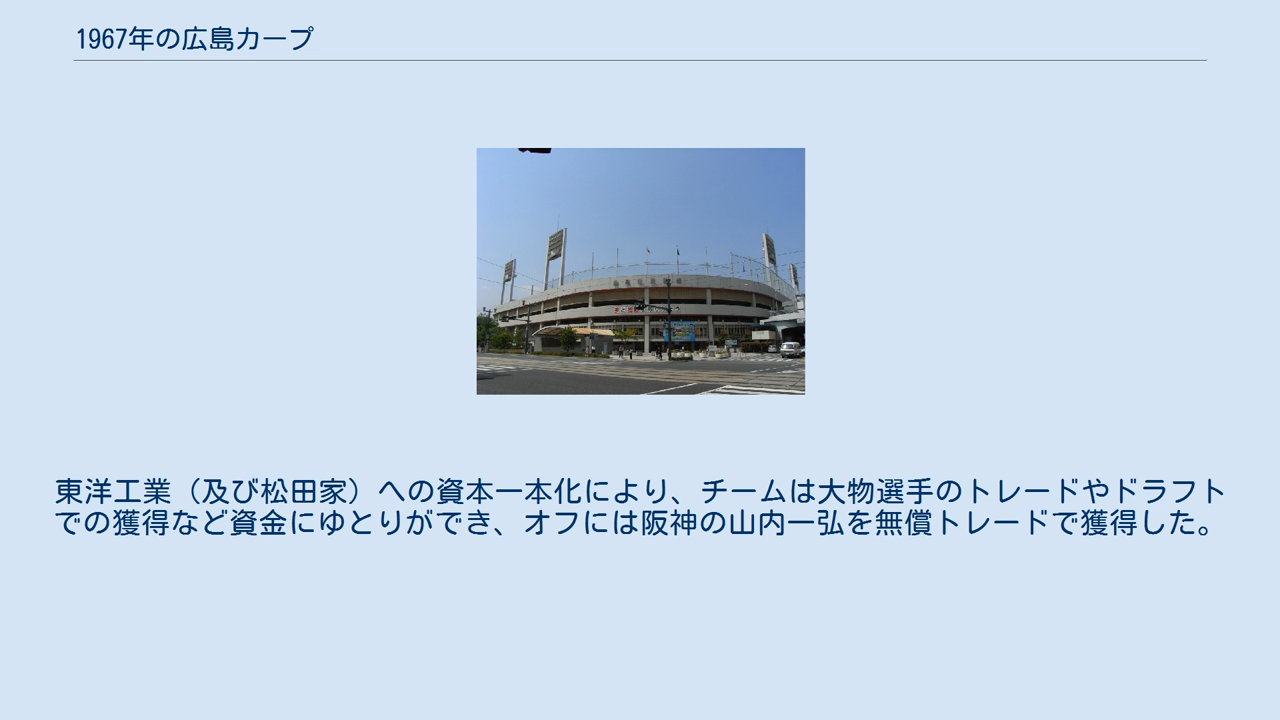 1967年の広島カープ
東洋工業（及び松田家）への資本一本化により、チームは大物選手のトレードやドラフト
での獲得など資金にゆとりができ、オフには阪神の山内一弘を無償トレードで獲得した。